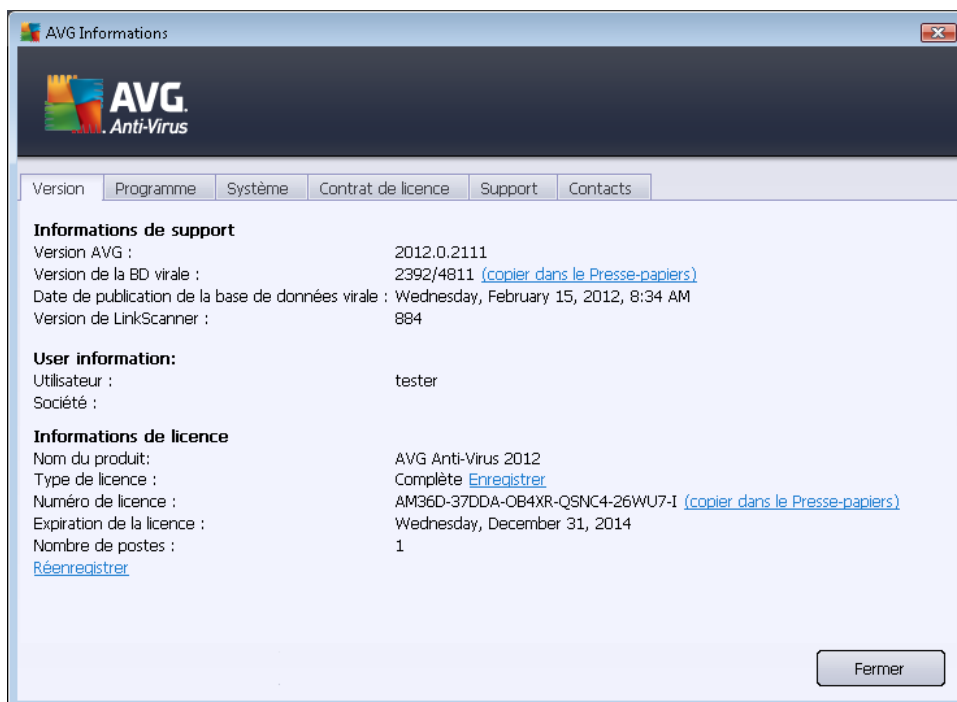 AVG Informations
AVG.
Anti-Virus
Version Programme Système Contrat de licence Support Contacts
Informations de support
Version AVG : 2012.0.2111
Version de la BD virale : 2392/4811 (copier dans le Presse-papiers)
Date de publication de la base de données virale : Wednesday, February 15, 2012, 8:34 AM
Version de LinkScanner : 884
User information:
Utilisateur : tester
Société :
Informations de licence
Nom du produit: AVG Anti-Virus 2012
Type de licence : Complète Enregistrer
Numéro de licence : AM36D-37DDA-OB4XR-QSNC4-26WU7-I (copier dans le Presse-papiers)
Expiration de la licence : Wednesday, December 31, 2014
Nombre de postes : 1
Réenregistrer
Fermer